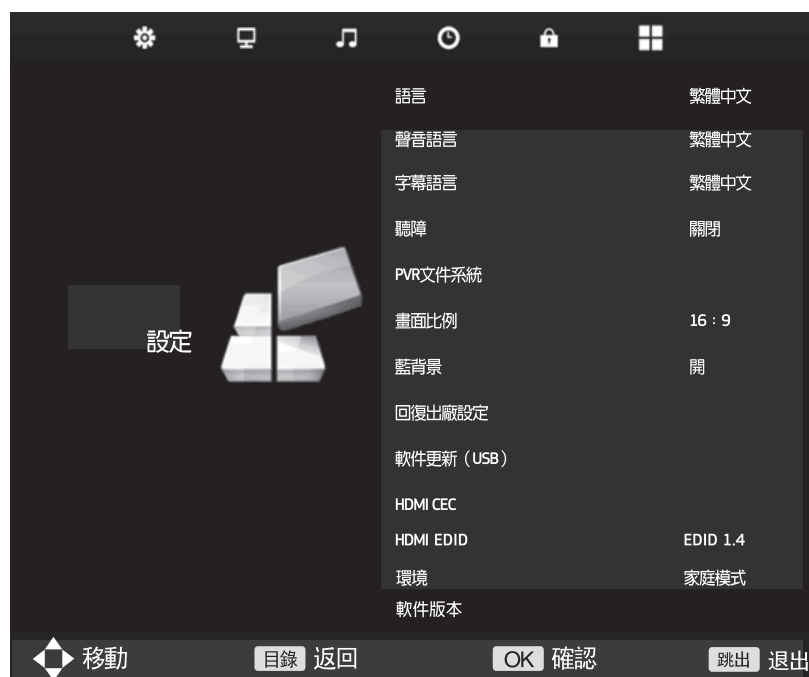 語言 繁體中文
聲音語言 繁體中文
字幕語言 繁體中文
聽障 關閉
PVR文件系統
設定
畫面比例 16：9
藍背景 開
回復出廠設定
軟件更新（USB）
HDMI CEC
HDMI EDID EDID 1.4
環境 家庭模式
軟件版本
移動 目錄 返回 OK 確認 跳出 退出